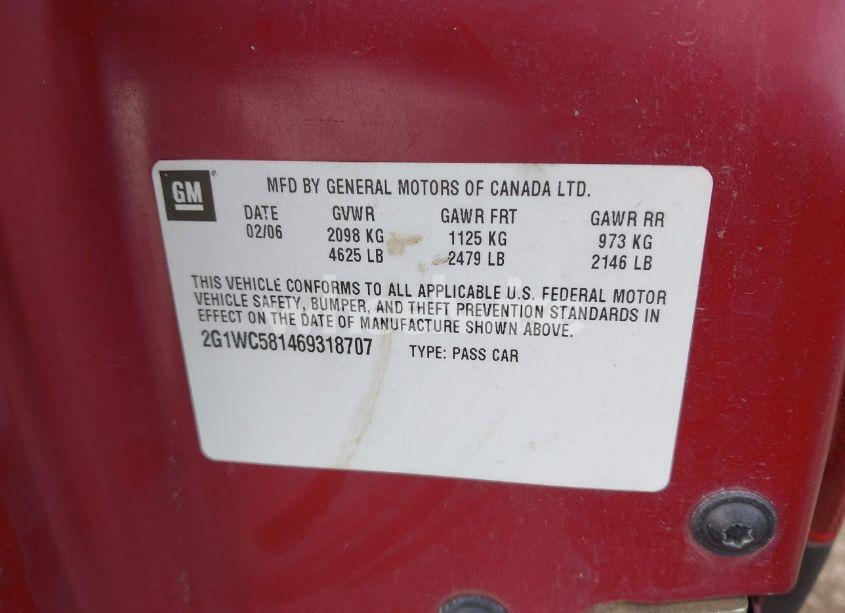 GM
MFD BY GENERAL MOTORS OF CANADA LTD.
DATE GVWR GAWR FRT GAWR RR
02/06 2098 KG 1125 KG 973 KG
4625 LB 2479 LB 2146 LB
THIS VEHICLE CONFORMS TO ALL APPLICABLE U.S. FEDERAL MOTOR
VEHICLE SAFETY, BUMPER, AND THEFT PREVENTION STANDARDS IN
EFFECT ON THE DATE OF MANUFACTURE SHOWN ABOVE.
2G1WC581469318707 TYPE: PASS CAR